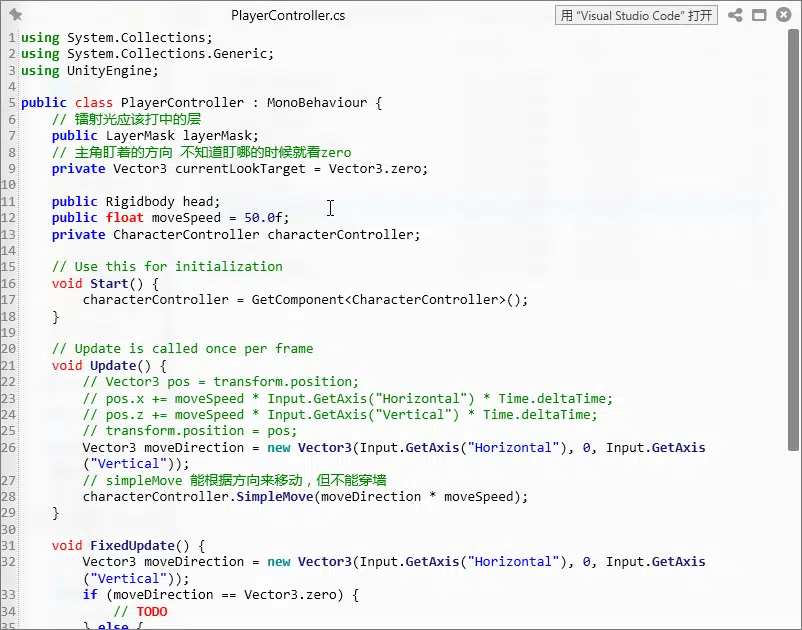 PlayerController.cs
用 "Visual Studio Code" 打开
1 using System.Collections;
2 using System.Collections.Generic;
3 using UnityEngine;
4
5 public class PlayerController : MonoBehaviour {
6 // 镭射光应该打中的层
7 public LayerMask layerMask;
8 // 主角盯着的方向 不知道盯哪的时候就看zero
9 private Vector3 currentLookTarget = Vector3.zero;
10
11 public Rigidbody head;
12 public float moveSpeed = 50.0f;
13 private CharacterController characterController;
14
15 // Use this for initialization
16 void Start() {
17 characterController = GetComponent<CharacterController>();
18 }
19
20 // Update is called once per frame
21 void Update() {
22 // Vector3 pos = transform.position;
23 // pos.x += moveSpeed * Input.GetAxis("Horizontal") * Time.deltaTime;
24 // pos.z += moveSpeed * Input.GetAxis("Vertical") * Time.deltaTime;
25 // transform.position = pos;
26 Vector3 moveDirection = new Vector3(Input.GetAxis("Horizontal"), 0, Input.GetAxis
("Vertical"));
27 // simpleMove 能根据方向来移动，但不能穿墙
28 characterController.SimpleMove(moveDirection * moveSpeed);
29 }
30
31 void FixedUpdate() {
32 Vector3 moveDirection = new Vector3(Input.GetAxis("Horizontal"), 0, Input.GetAxis
("Vertical"));
33 if (moveDirection == Vector3.zero) {
34 // TODO
35 } else {